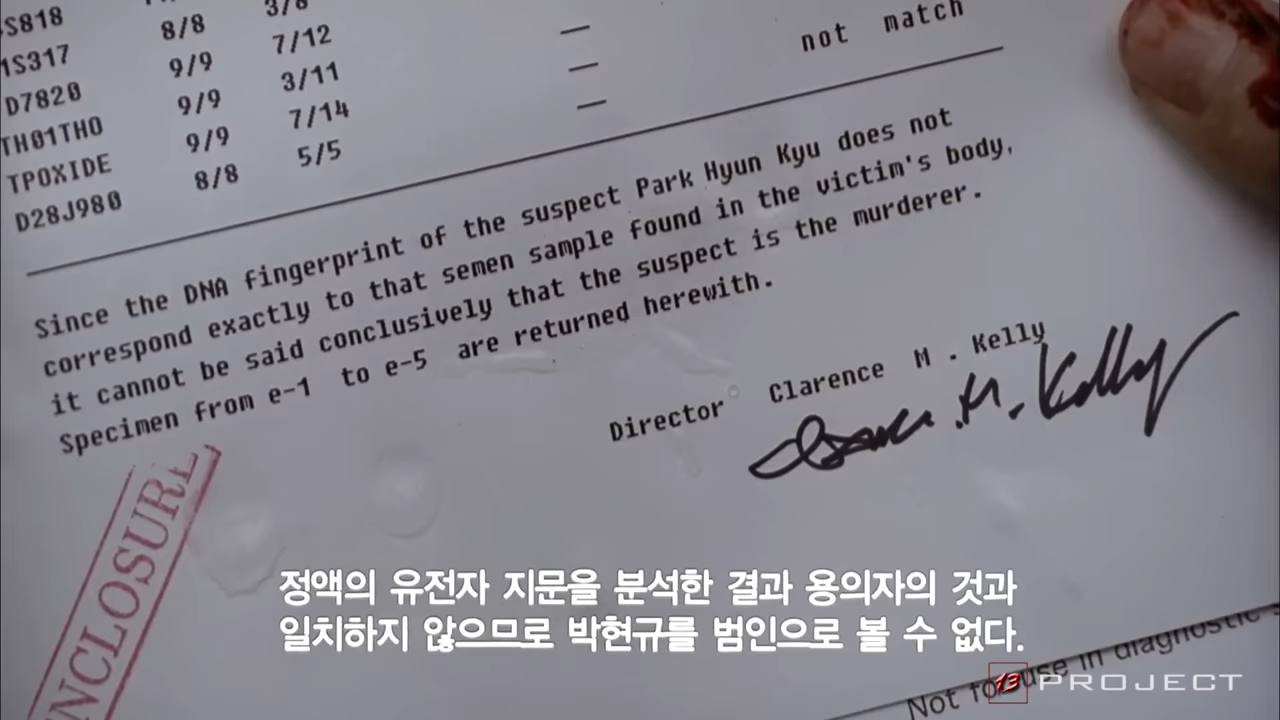 S818 8/8 3/8 —
1S317 9/9 7/12 — not match
D7820 9/9 3/11 —
TH01TH0 9/9 7/14
TPOXIDE 8/8 5/5
D28J980
Since the DNA fingerprint of the suspect Park Hyun Kyu does not
correspond exactly to that semen sample found in the victim's body,
it cannot be said conclusively that the suspect is the murderer.
Specimen from e-1 to e-5 are returned herewith.
Director Clarence M . Kelly
M. Kelly
ENCLOSURE
정액의 유전자 지문을 분석한 결과 용의자의 것과
일치하지 않으므로 박현규를 범인으로 볼 수 없다.
Not for use in diagnostic
13 PROJECT